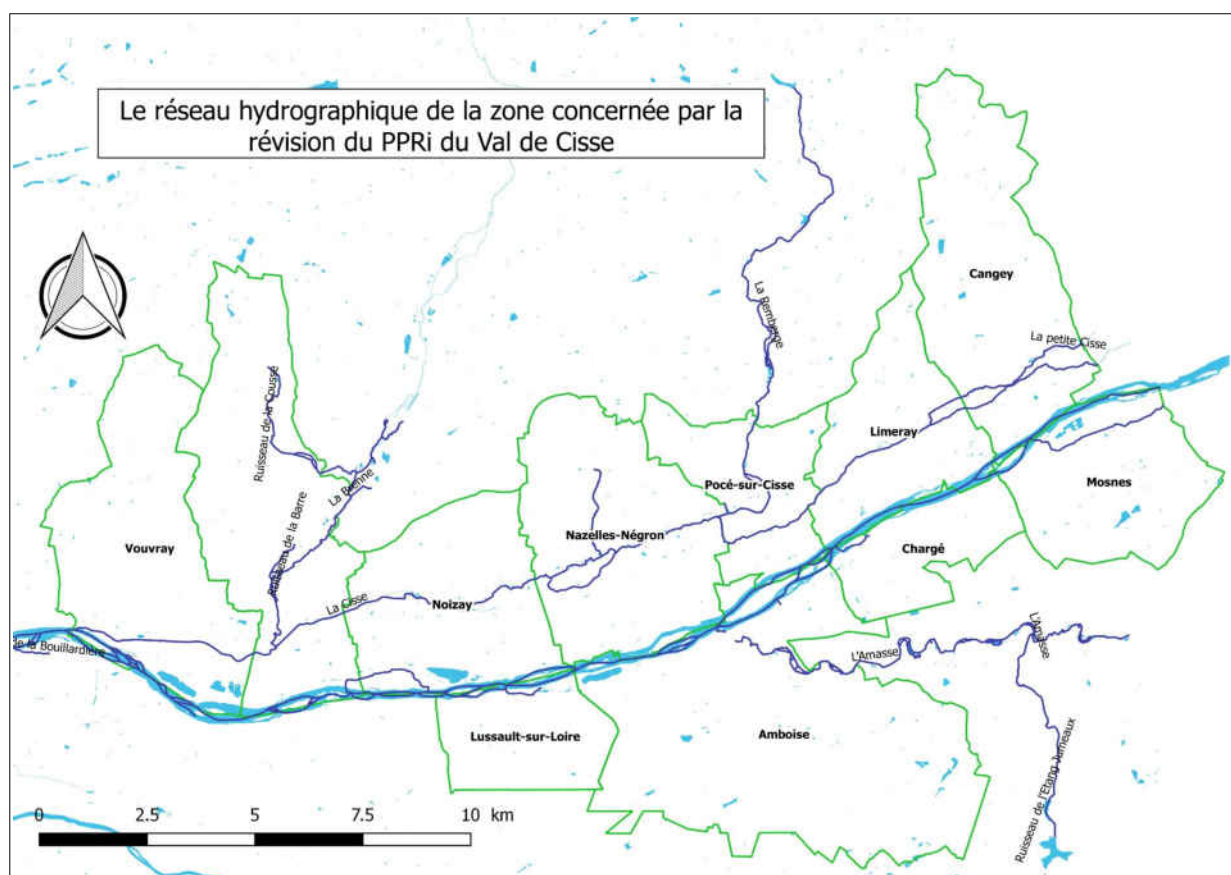 Le réseau hydrographique de la zone concernée par la
révision du PPRi du Val de Cisse
Cangey
La petite Cisse
La Remberge
Limeray
Ruisseau de la Cousse
Pocé-sur-Cisse
Mosnes
La Brenne
Nazelles-Négron
Vouvray
Ruisseau de la Barre
Chargé
La Cisse
Noizay
L'Amasse
de la Bouillardière
L'Amasse
Lussault-sur-Loire
Amboise
Ruisseau de l'Etang Jumeaux
0 2.5 5 7.5 10 km